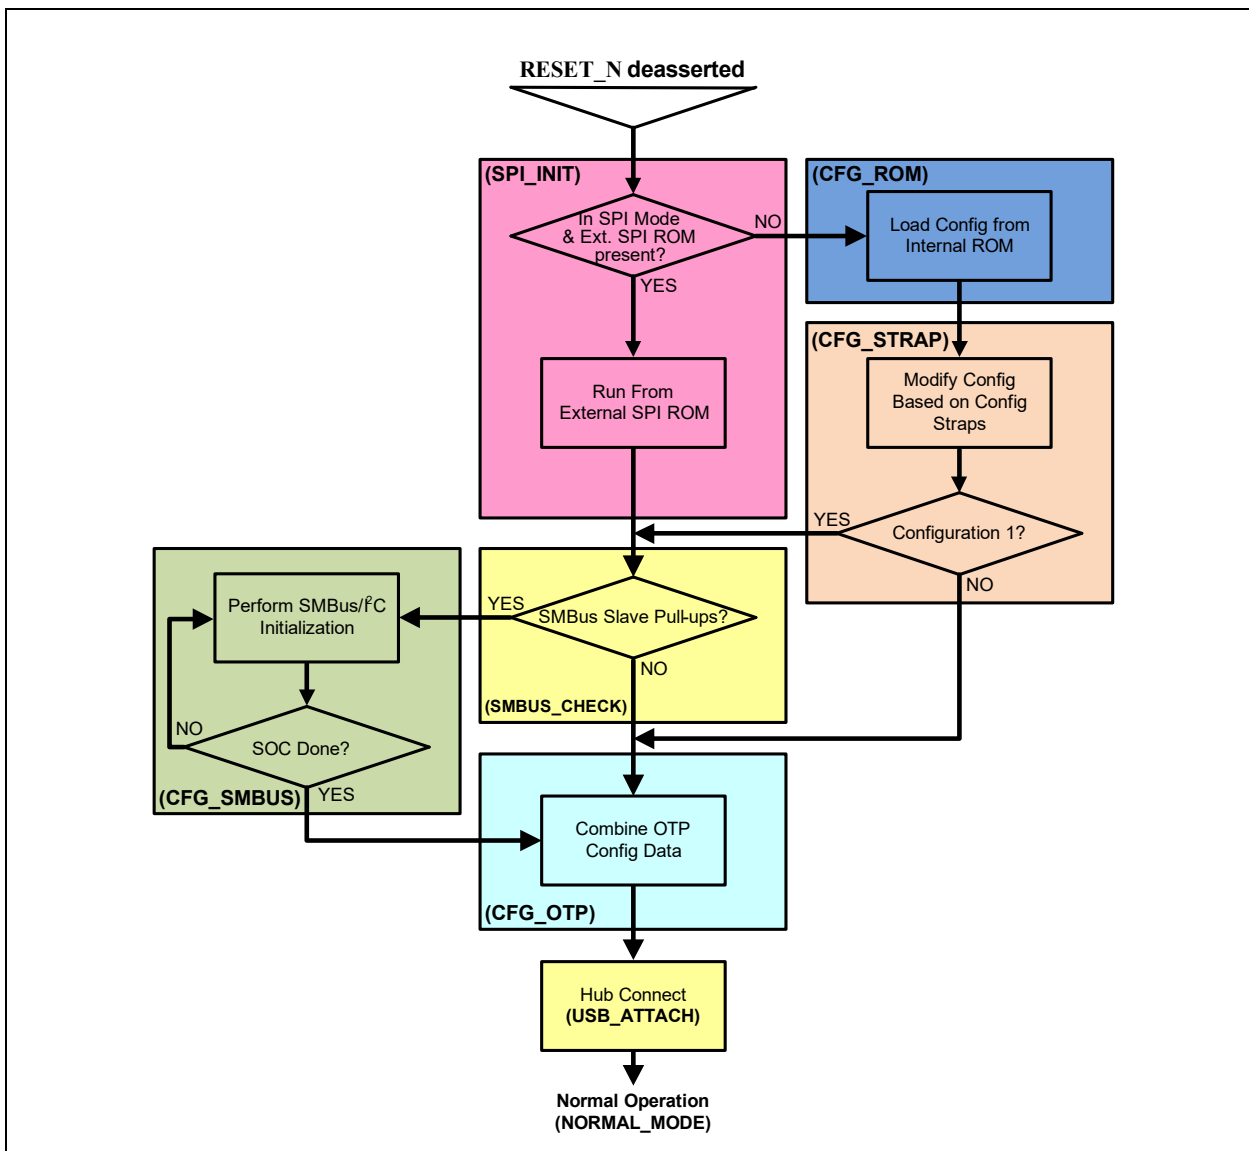 RESET_N deasserted
(SPI_INIT)
In SPI Mode
& Ext. SPI ROM
present?
NO
YES
Run From
External SPI ROM
(CFG_ROM)
Load Config from
Internal ROM
(CFG_STRAP)
Modify Config
Based on Config
Straps
Configuration 1?
YES
NO
SMBus Slave Pull-ups?
YES
NO
(SMBUS_CHECK)
Perform SMBus/I²C
Initialization
SOC Done?
NO
YES
(CFG_SMBUS)
Combine OTP
Config Data
(CFG_OTP)
Hub Connect
(USB_ATTACH)
Normal Operation
(NORMAL_MODE)